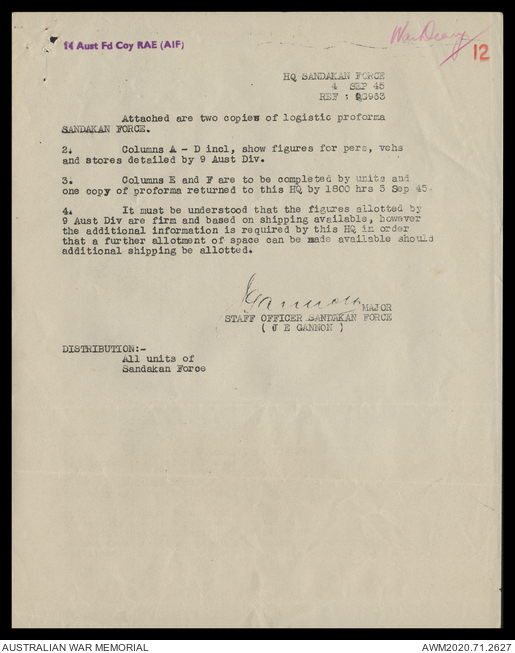 14 Aust Fd Coy RAE (AIF)
War Diary
12
HQ SANDAKAN FORCE
4 SEP 45
REF : QG953
Attached are two copies of logistic proforma
SANDAKAN FORCE.
2. Columns A - D incl, show figures for pers, vehs
and stores detailed by 9 Aust Div.
3. Columns E and F are to be completed by units and
one copy of proforma returned to this HQ by 1800 hrs 5 Sep 45.
4. It must be understood that the figures allotted by
9 Aust Div are firm and based on shipping available, however
the additional information is required by this HQ in order
that a further allotment of space can be made available should
additional shipping be allotted.
JGannon MAJOR
STAFF OFFICER SANDAKAN FORCE
( J E GANNON )
DISTRIBUTION:-
All units of
Sandakan Force
AUSTRALIAN WAR MEMORIAL
AWM2020.71.2627